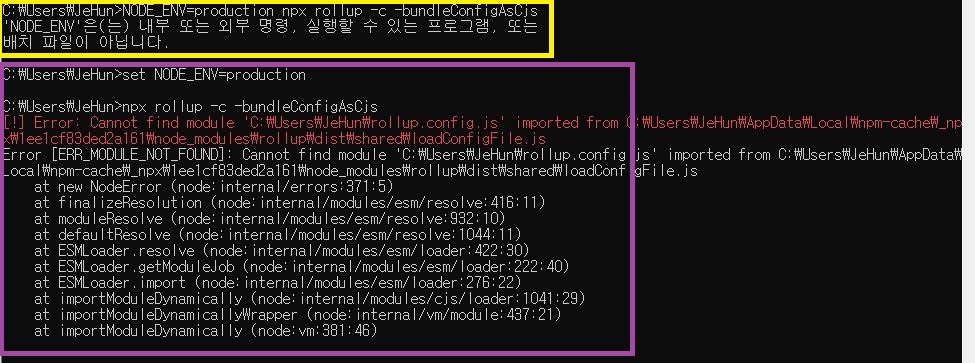 C:\Users\JeHun>NODE_ENV=production npx rollup -c -bundleConfigAsCjs
'NODE_ENV'은(는) 내부 또는 외부 명령, 실행할 수 있는 프로그램, 또는
배치 파일이 아닙니다.
C:\Users\JeHun>set NODE_ENV=production
C:\Users\JeHun>npx rollup -c -bundleConfigAsCjs
[!] Error: Cannot find module 'C:\Users\JeHun\rollup.config.js' imported from C:\Users\JeHun\AppData\Local\npm-cache\_np
x\1ee1cf83ded2a161\node_modules\rollup\dist\shared\loadConfigFile.js
Error [ERR_MODULE_NOT_FOUND]: Cannot find module 'C:\Users\JeHun\rollup.config.js' imported from C:\Users\JeHun\AppData\
Local\npm-cache\_npx\1ee1cf83ded2a161\node_modules\rollup\dist\shared\loadConfigFile.js
at new NodeError (node:internal/errors:371:5)
at finalizeResolution (node:internal/modules/esm/resolve:416:11)
at moduleResolve (node:internal/modules/esm/resolve:932:10)
at defaultResolve (node:internal/modules/esm/resolve:1044:11)
at ESMLoader.resolve (node:internal/modules/esm/loader:422:30)
at ESMLoader.getModuleJob (node:internal/modules/esm/loader:222:40)
at ESMLoader.import (node:internal/modules/esm/loader:276:22)
at importModuleDynamically (node:internal/modules/cjs/loader:1041:29)
at importModuleDynamicallyWrapper (node:internal/vm/module:437:21)
at importModuleDynamically (node:vm:381:46)